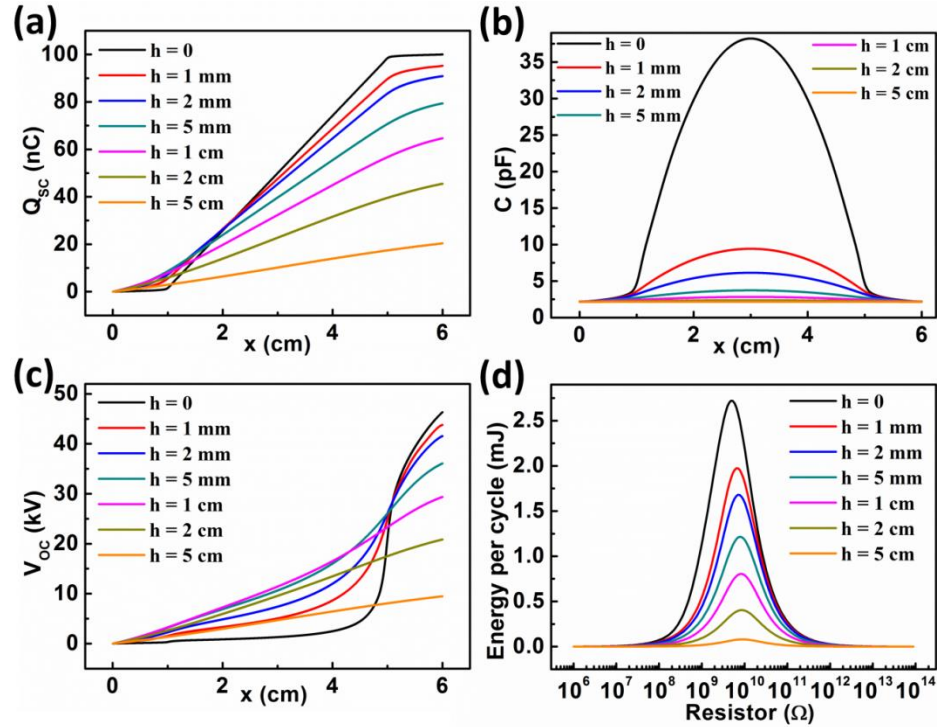 (a)
h = 0
h = 1 mm
h = 2 mm
h = 5 mm
h = 1 cm
h = 2 cm
h = 5 cm
100
80
60
40
20
0
Q_SC (nC)
0 2 4 6
x (cm)
(b)
h = 0
h = 1 mm
h = 2 mm
h = 5 mm
h = 1 cm
h = 2 cm
h = 5 cm
35
30
25
20
15
10
5
0
C (pF)
0 2 4 6
x (cm)
(c)
h = 0
h = 1 mm
h = 2 mm
h = 5 mm
h = 1 cm
h = 2 cm
h = 5 cm
50
40
30
20
10
0
V_OC (kV)
0 2 4 6
x (cm)
(d)
h = 0
h = 1 mm
h = 2 mm
h = 5 mm
h = 1 cm
h = 2 cm
h = 5 cm
2.5
2.0
1.5
1.0
0.5
0.0
Energy per cycle (mJ)
10^6 10^7 10^8 10^9 10^10 10^11 10^12 10^13 10^14
Resistor (Ω)